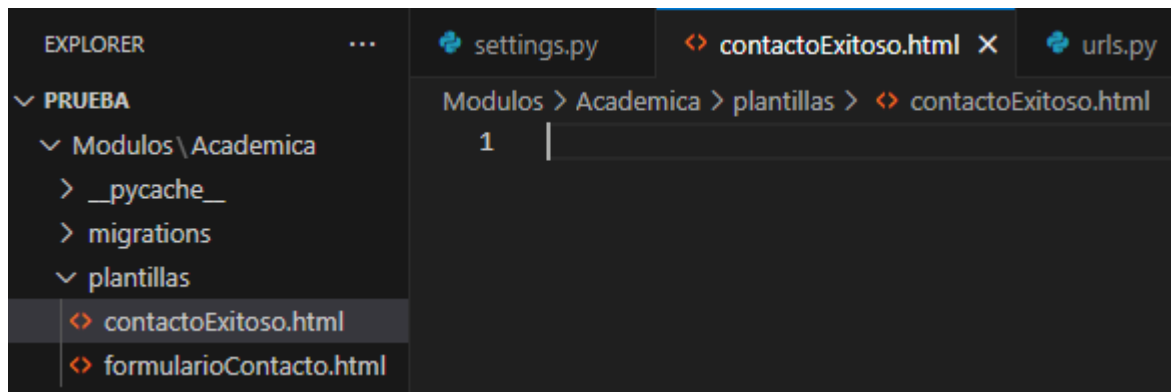 EXPLORER ...
PRUEBA
Modulos\Academica
__pycache__
migrations
plantillas
contactoExitoso.html
formularioContacto.html
settings.py contactoExitoso.html urls.py
Modulos > Academica > plantillas > contactoExitoso.html
1